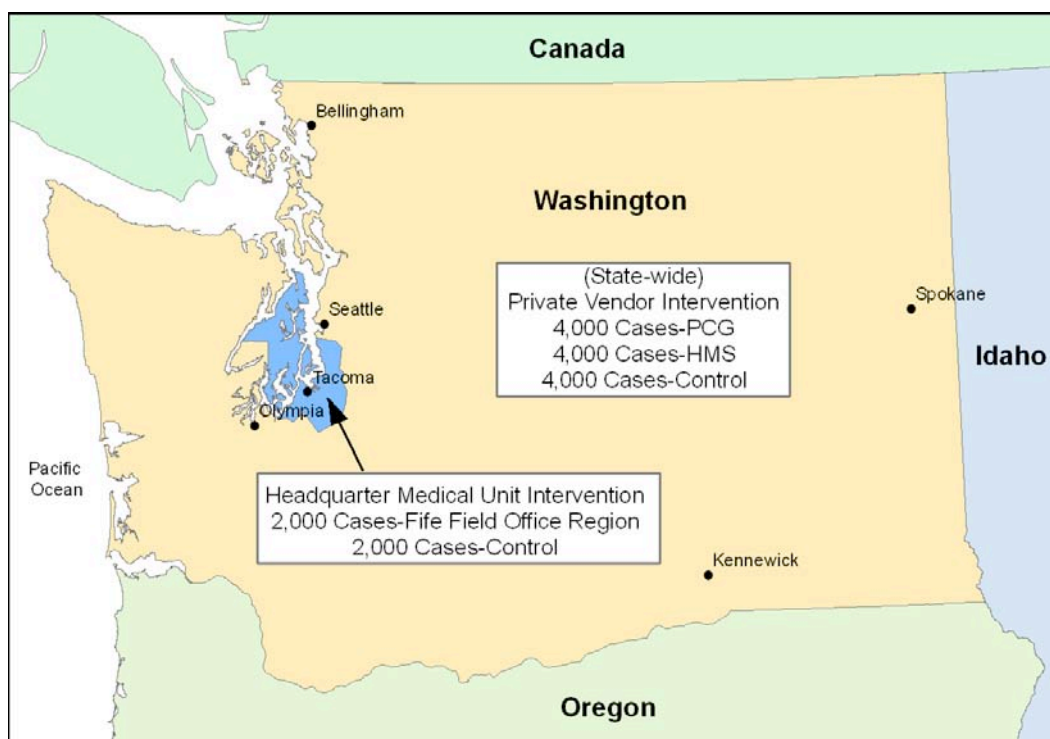 Canada
Bellingham
Washington
(State-wide)
Private Vendor Intervention
4,000 Cases-PCG
4,000 Cases-HMS
4,000 Cases-Control
Spokane
Seattle
Idaho
Tacoma
Olympia
Pacific
Ocean
Headquarter Medical Unit Intervention
2,000 Cases-Fife Field Office Region
2,000 Cases-Control
Kennewick
Oregon